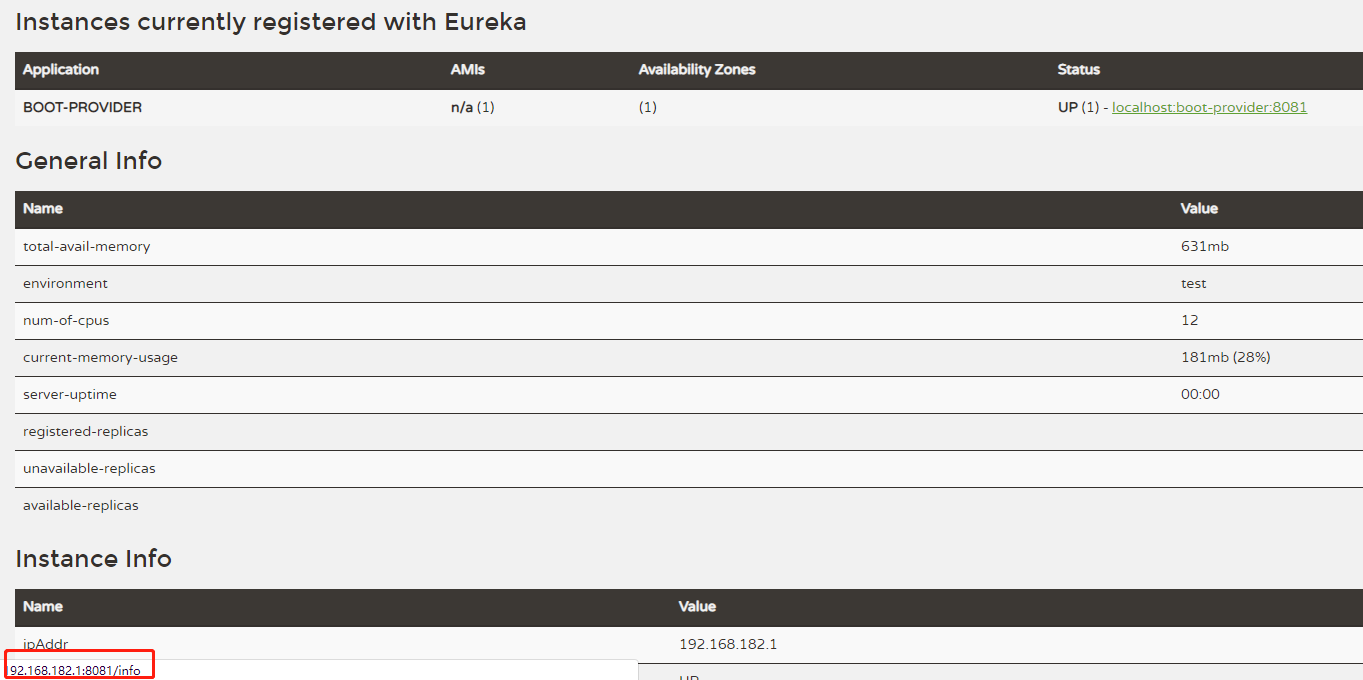 Instances currently registered with Eureka
Application AMIs Availability Zones Status
BOOT-PROVIDER n/a (1) (1) UP (1) - localhost:boot-provider:8081
General Info
Name Value
total-avail-memory 631mb
environment test
num-of-cpus 12
current-memory-usage 181mb (28%)
server-uptime 00:00
registered-replicas
unavailable-replicas
available-replicas
Instance Info
Name Value
ipAddr 192.168.182.1
92.168.182.1:8081/info
UP